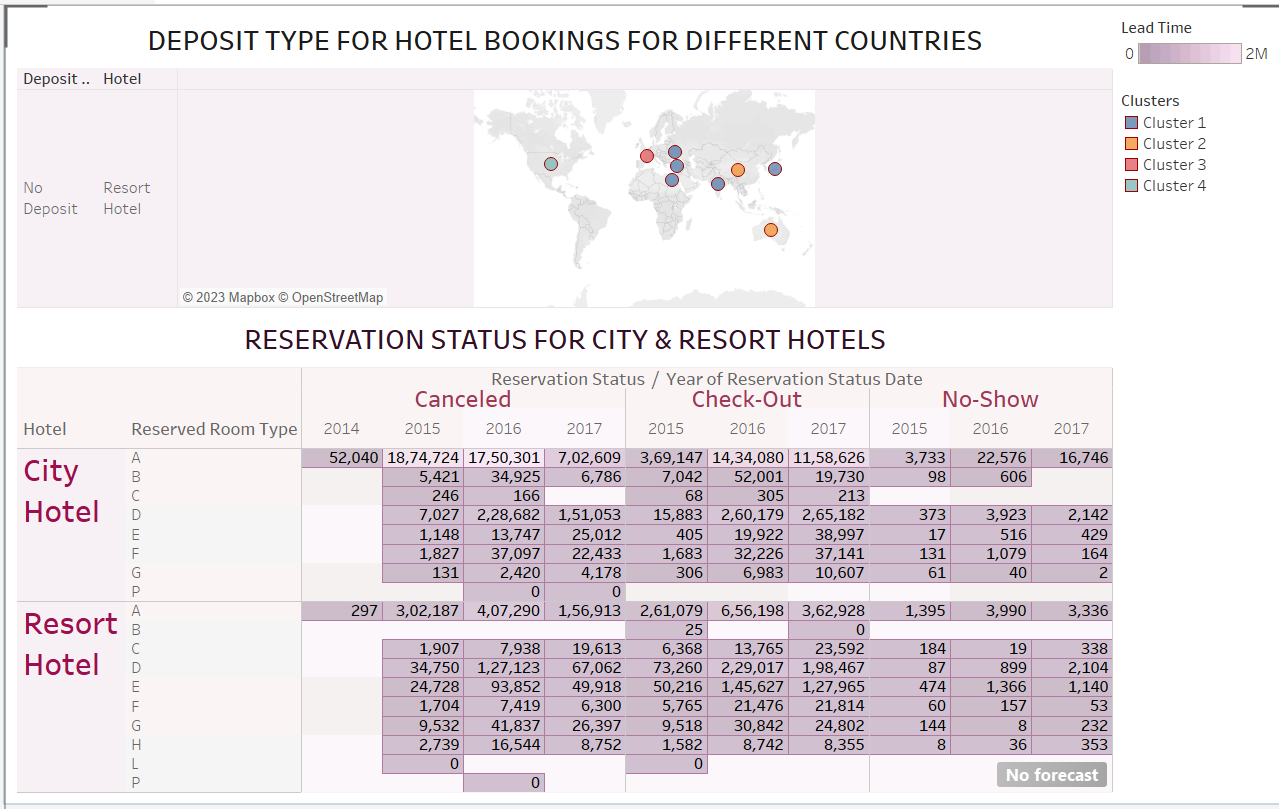 DEPOSIT TYPE FOR HOTEL BOOKINGS FOR DIFFERENT COUNTRIES
Lead Time
0 2M
Clusters
Cluster 1
Cluster 2
Cluster 3
Cluster 4
Deposit .. Hotel
No Resort
Deposit Hotel
© 2023 Mapbox © OpenStreetMap
RESERVATION STATUS FOR CITY & RESORT HOTELS
Reservation Status / Year of Reservation Status Date
Canceled Check-Out No-Show
Hotel Reserved Room Type 2014 2015 2016 2017 2015 2016 2017 2015 2016 2017
City Hotel
A 52,040 18,74,724 17,50,301 7,02,609 3,69,147 14,34,080 11,58,626 3,733 22,576 16,746
B 5,421 34,925 6,786 7,042 52,001 19,730 98 606
C 246 166 68 305 213
D 7,027 2,28,682 1,51,053 15,883 2,60,179 2,65,182 373 3,923 2,142
E 1,148 13,747 25,012 405 19,922 38,997 17 516 429
F 1,827 37,097 22,433 1,683 32,226 37,141 131 1,079 164
G 131 2,420 4,178 306 6,983 10,607 61 40 2
P 0 0
Resort Hotel
A 297 3,02,187 4,07,290 1,56,913 2,61,079 6,56,198 3,62,928 1,395 3,990 3,336
B 25 0
C 1,907 7,938 19,613 6,368 13,765 23,592 184 19 338
D 34,750 1,27,123 67,062 73,260 2,29,017 1,98,467 87 899 2,104
E 24,728 93,852 49,918 50,216 1,45,627 1,27,965 474 1,366 1,140
F 1,704 7,419 6,300 5,765 21,476 21,814 60 157 53
G 9,532 41,837 26,397 9,518 30,842 24,802 144 8 232
H 2,739 16,544 8,752 1,582 8,742 8,355 8 36 353
L 0 0
P 0
No forecast